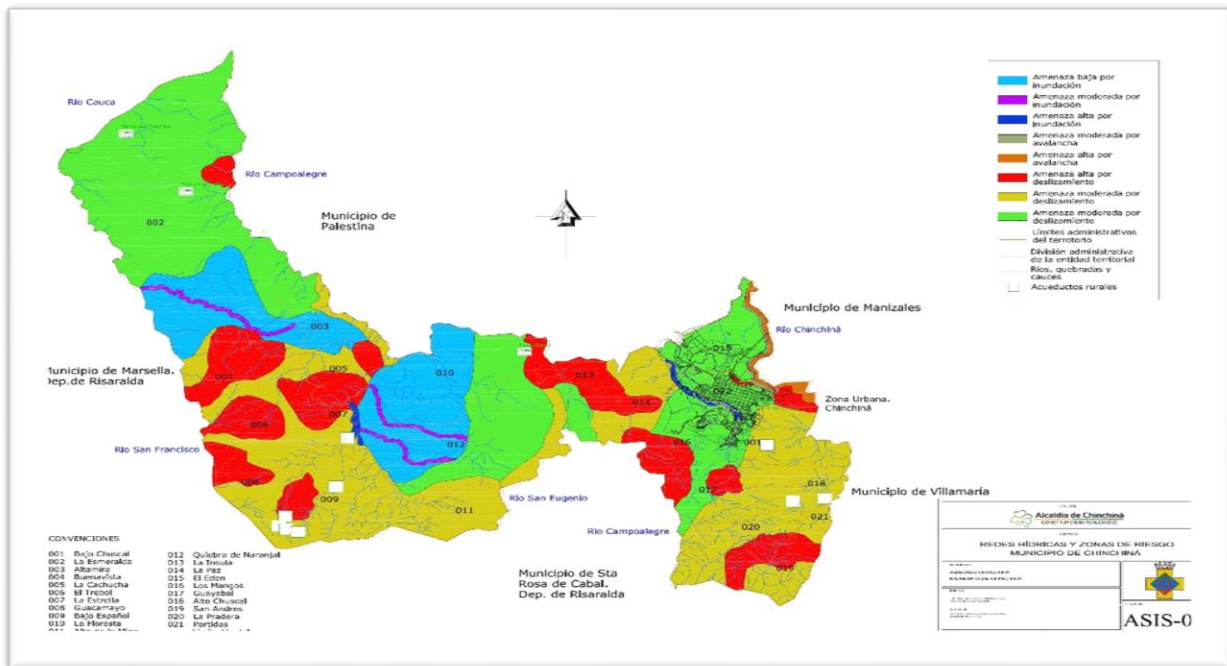 Río Cauca
Río Campoalegre
Municipio de
Palestina
002
003
Municipio de Marsella.
Dep.de Risaralda
005
010
006
007
Río San Francisco
008
009
011
012
Río San Eugenio
013
014
015
022
016
001
017
018
021
020
019
Municipio de Manizales
Río Chinchiná
Zona Urbana.
Chinchiná
Municipio de Villamaría
Río Campoalegre
Municipio de Sta
Rosa de Cabal.
Dep. de Risaralda
Amenaza baja por
inundación
Amenaza moderada por
inundación
Amenaza alta por
inundación
Amenaza moderada por
avalancha
Amenaza alta por
avalancha
Amenaza alta por
deslizamiento
Amenaza moderada por
deslizamiento
Amenaza moderada por
deslizamiento
Límites administrativos
del territorio
División administrativa
de la entidad territorial
Ríos, quebradas y
cauces
Acueductos rurales
CONVENCIONES
001 Bajo Chuscal
002 La Esmeralda
003 Altamira
004 Buenavista
005 La Cachucha
006 El Trebol
007 La Estrella
008 Guacamayo
009 Bajo Español
010 La Floresta
012 Quiebra de Naranjal
013 La Insula
014 La Paz
015 El Eden
016 Los Mangos
017 Guayabal
018 Alto Chuscal
019 San Andres
020 La Pradera
021 Partidas
Alcaldía de Chinchiná
REDES HÍDRICAS Y ZONAS DE RIESGO
MUNICIPIO DE CHINCHINÁ
ASIS-0